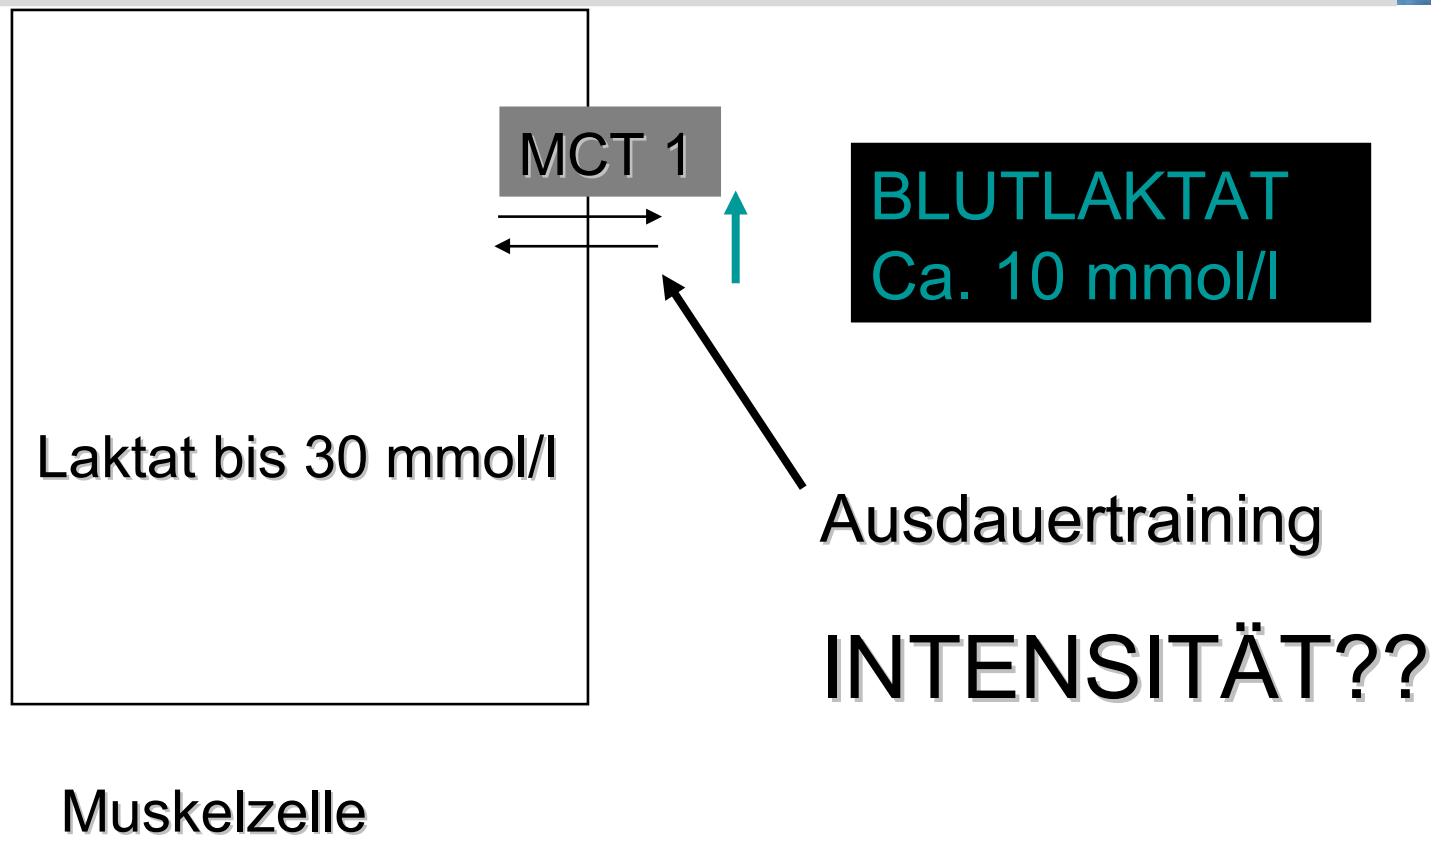 MCT 1
BLUTLAKTAT
Ca. 10 mmol/l
Laktat bis 30 mmol/l
Ausdauertraining
INTENSITÄT??
Muskelzelle